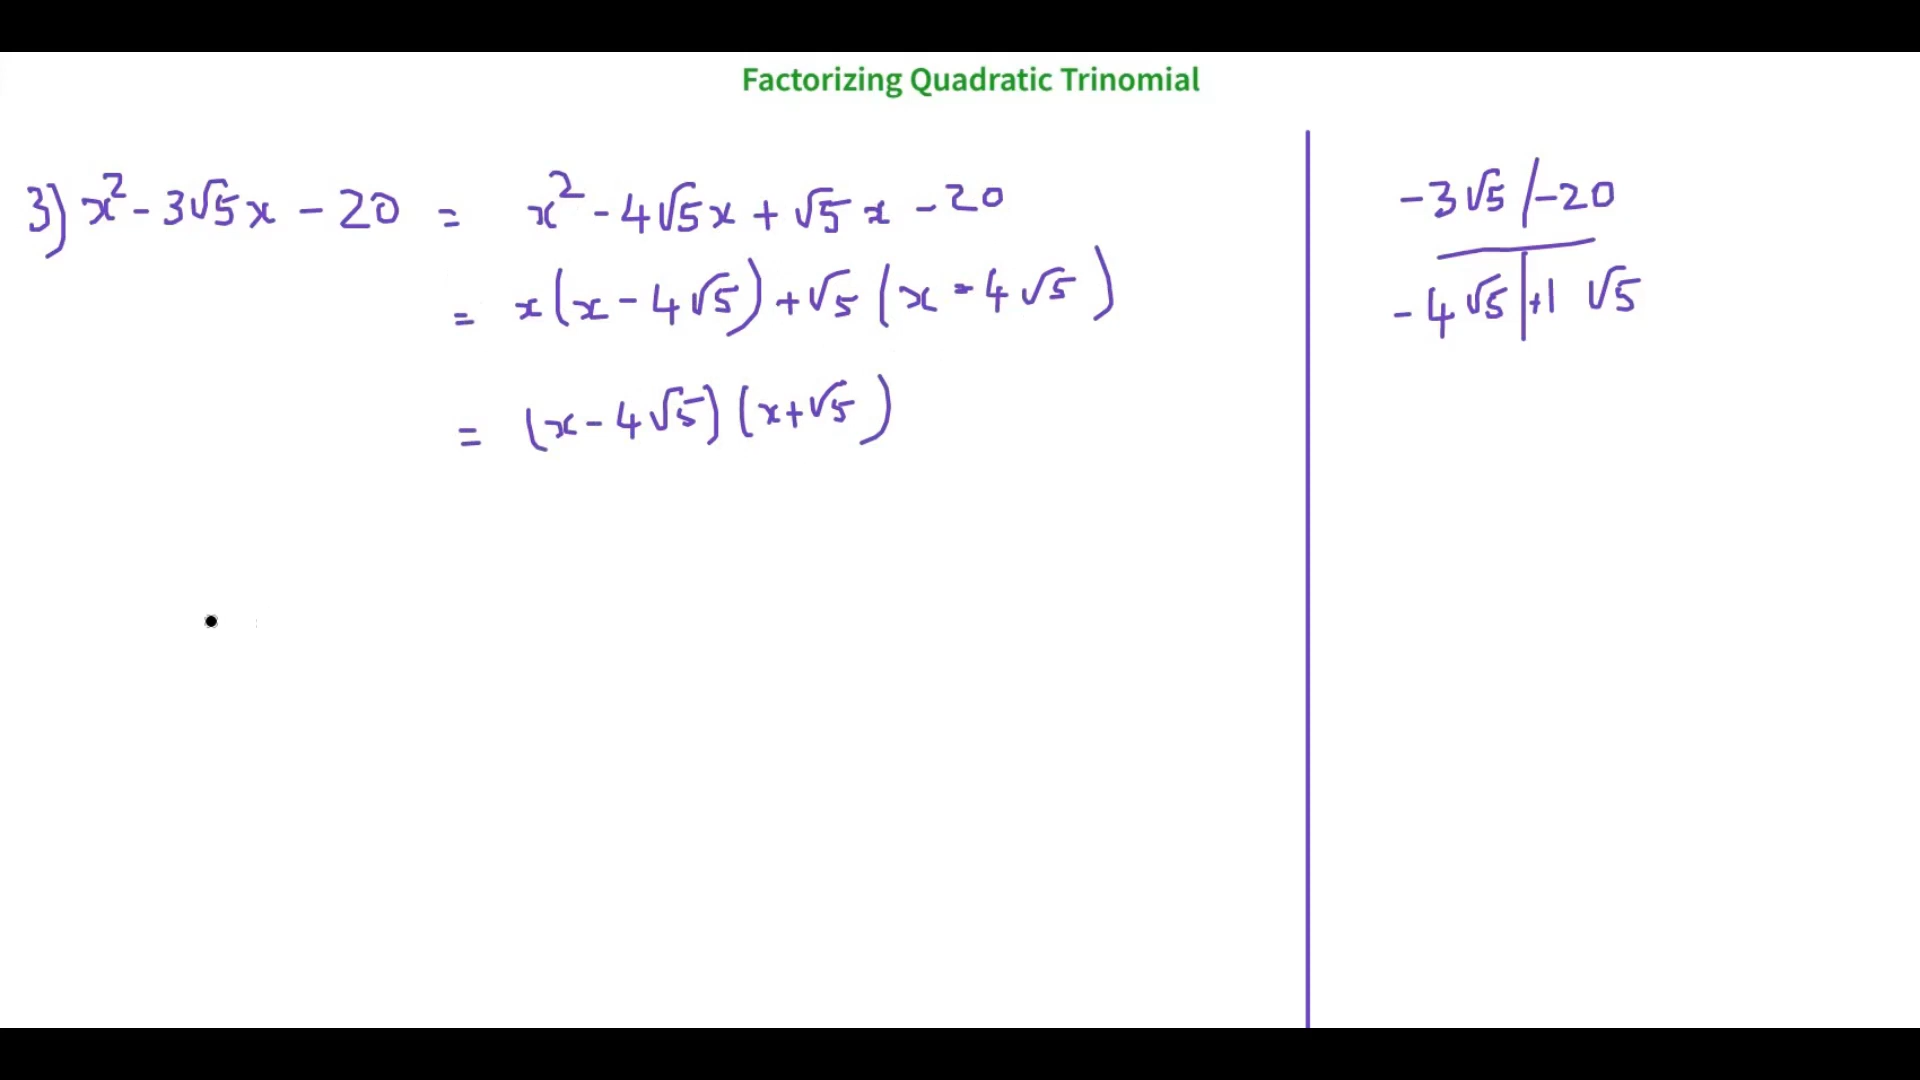 Factorizing Quadratic Trinomial
3) x² - 3√5x - 20 = x² - 4√5x + √5x - 20
= x(x - 4√5) + √5(x - 4√5)
= (x - 4√5)(x + √5)
-3√5 / -20
-4√5 | +1 √5